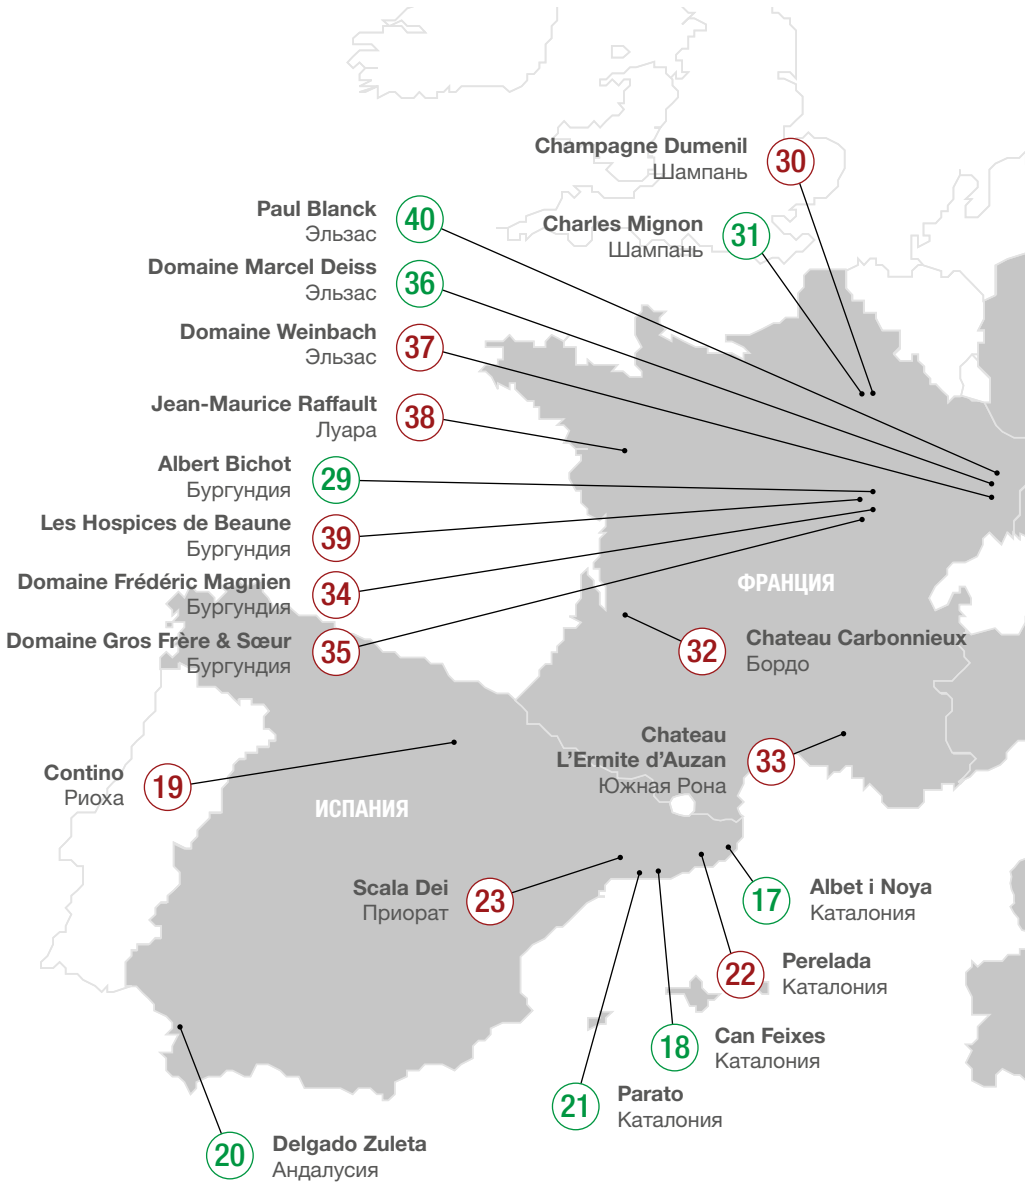 Champagne Dumenil
Шампань
30
Paul Blanck
Эльзас
40
Charles Mignon
Шампань
31
Domaine Marcel Deiss
Эльзас
36
Domaine Weinbach
Эльзас
37
Jean-Maurice Raffault
Луара
38
Albert Bichot
Бургундия
29
Les Hospices de Beaune
Бургундия
39
Domaine Frédéric Magnien
Бургундия
34
ФРАНЦИЯ
Domaine Gros Frère & Sœur
Бургундия
35
32
Chateau Carbonnieux
Бордо
Chateau
L’Ermite d’Auzan
Южная Рона
33
Contino
Риоха
19
ИСПАНИЯ
Scala Dei
Приорат
23
17
Albet i Noya
Каталония
22
Perelada
Каталония
18
Can Feixes
Каталония
21
Parato
Каталония
20
Delgado Zuleta
Андалусия